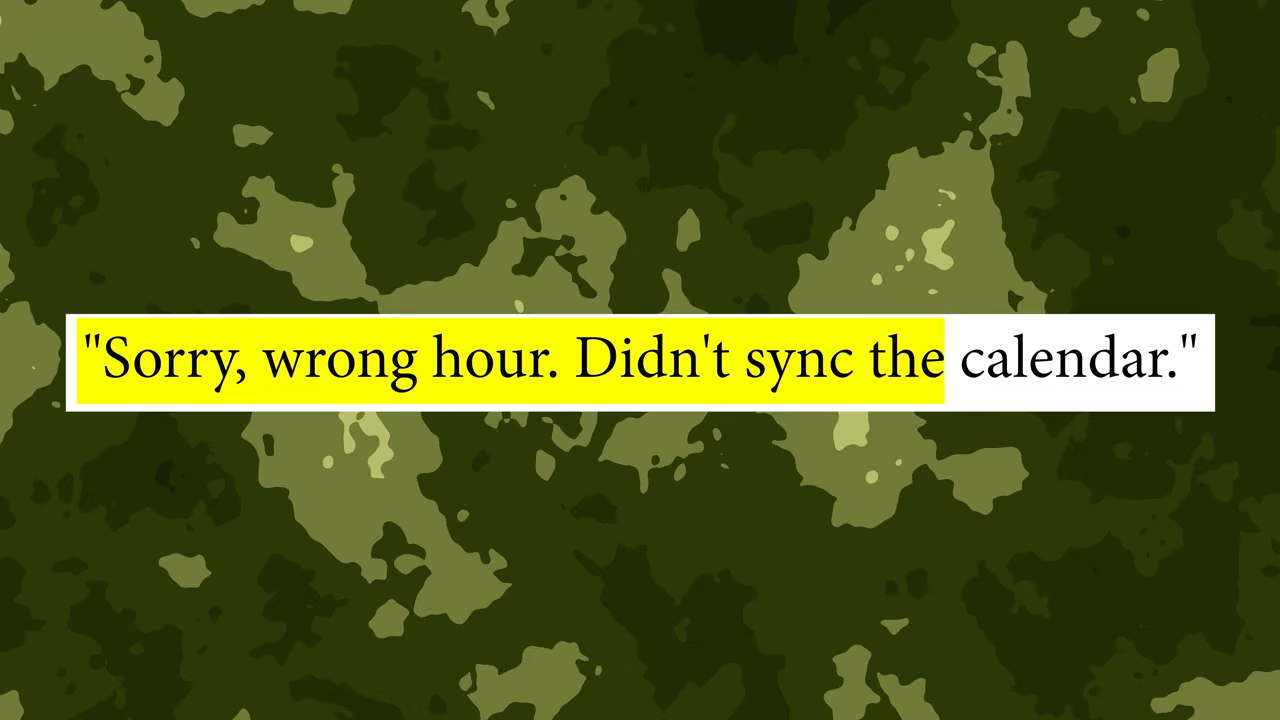 "Sorry, wrong hour. Didn't sync the calendar."